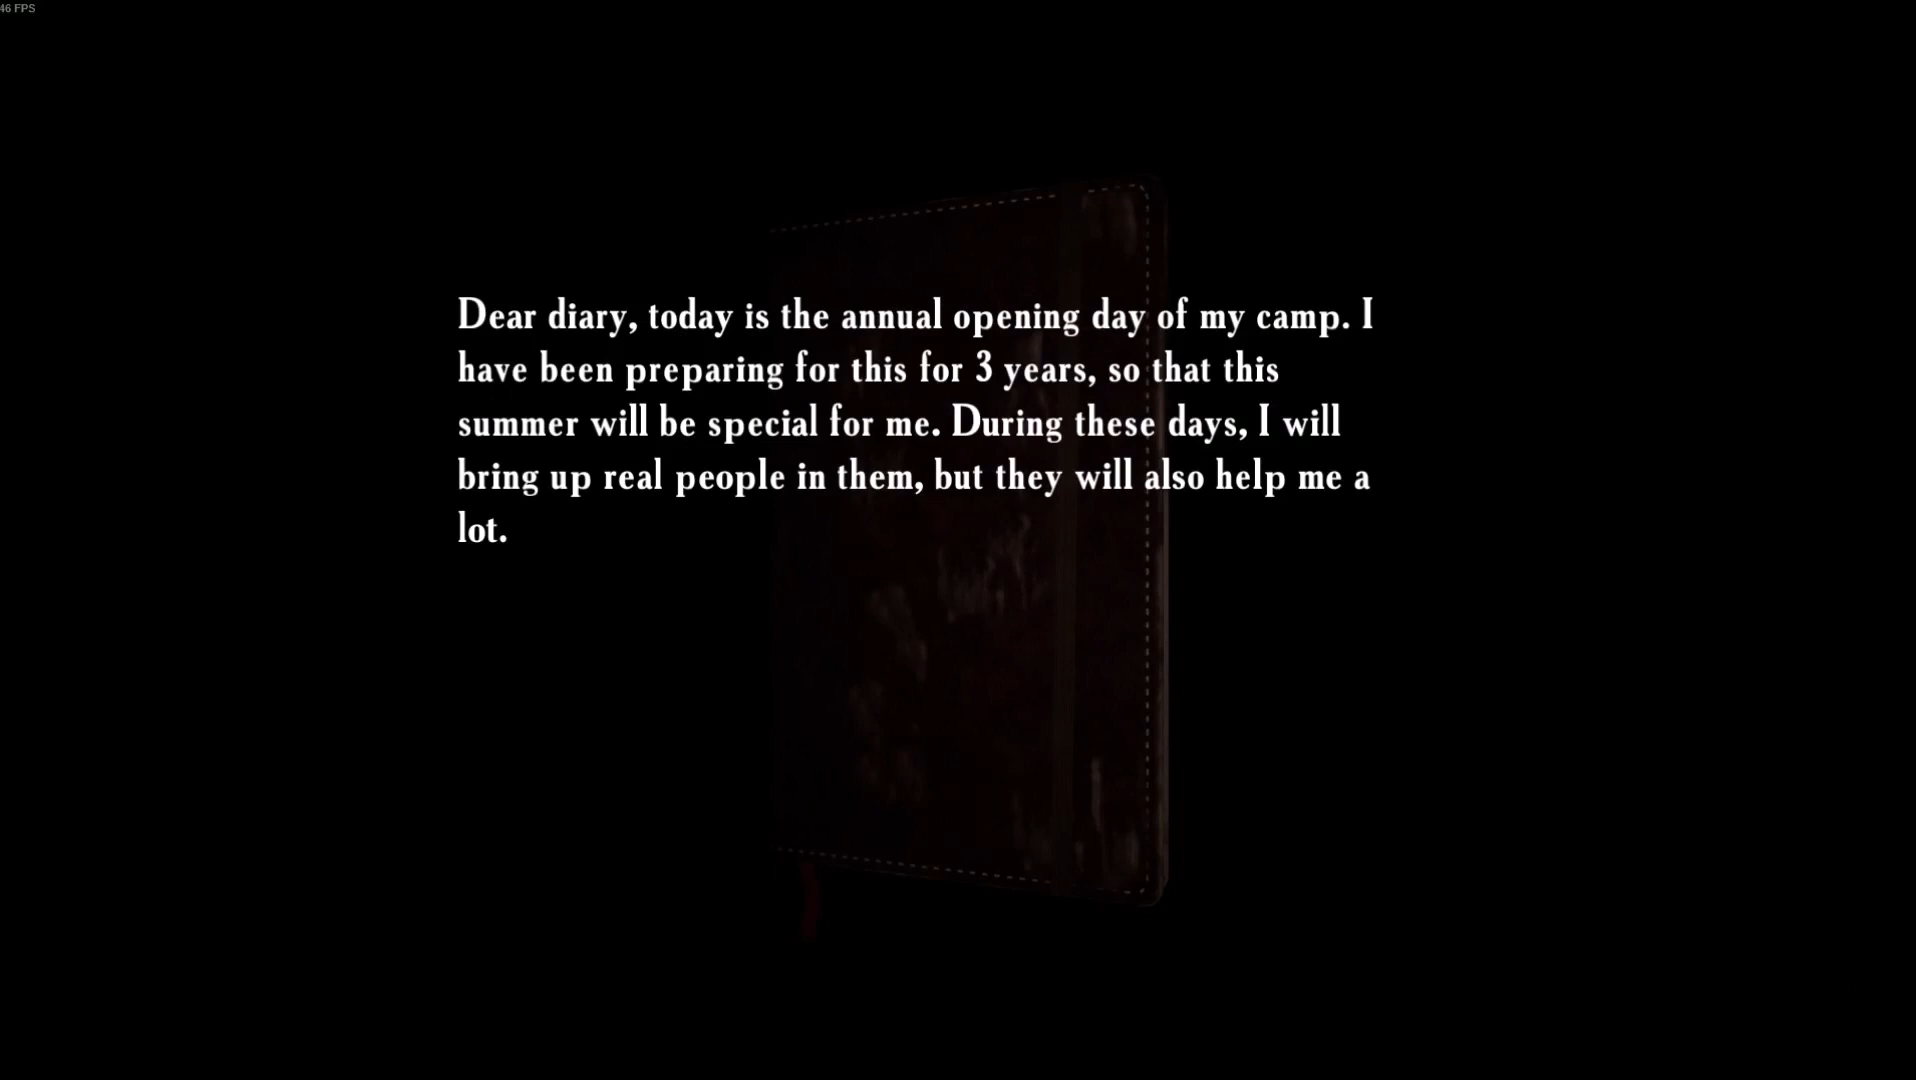 46 FPS
Dear diary, today is the annual opening day of my camp. I
have been preparing for this for 3 years, so that this
summer will be special for me. During these days, I will
bring up real people in them, but they will also help me a
lot.